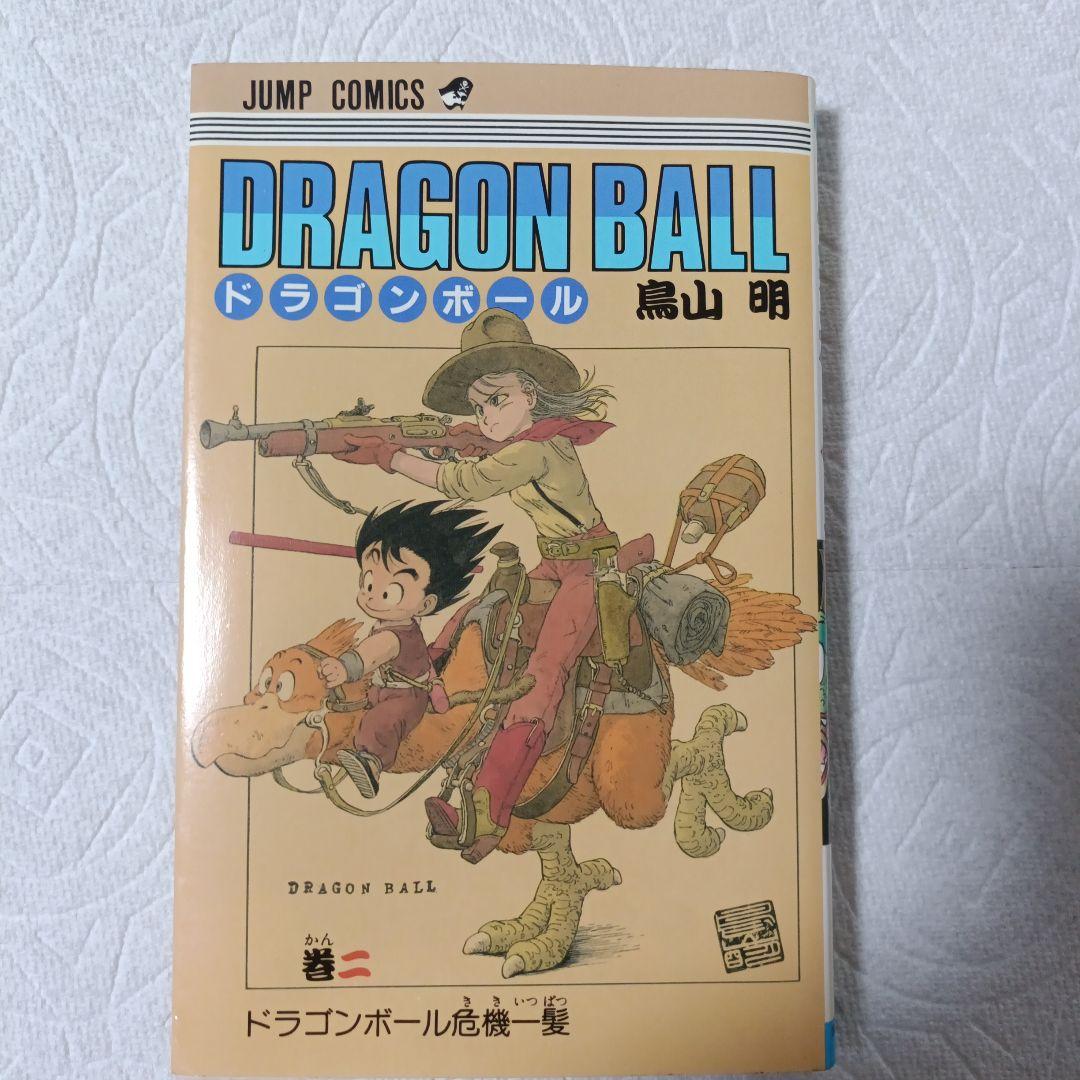 JUMP COMICS
DRAGON BALL
ドラゴンボール 鳥山 明
DRAGON BALL
かん
巻二
き き いっ ぱつ
ドラゴンボール危機一髪